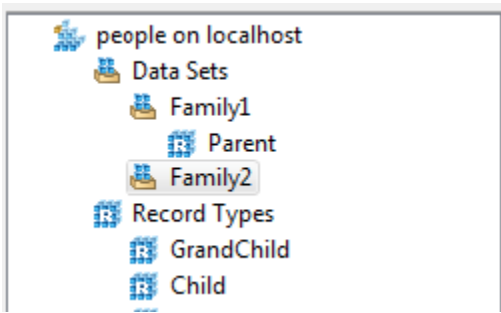 people on localhost
Data Sets
Family1
Parent
Family2
Record Types
GrandChild
Child